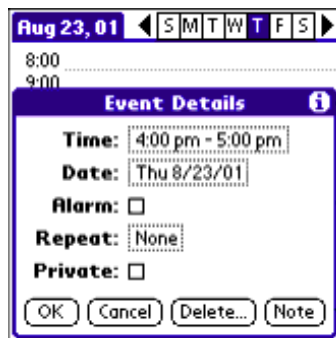 Aug 23, 01 S M T W T F S
8:00
9:00
Event Details i
Time: 4:00 pm - 5:00 pm
Date: Thu 8/23/01
Alarm:
Repeat: None
Private:
OK Cancel Delete... Note